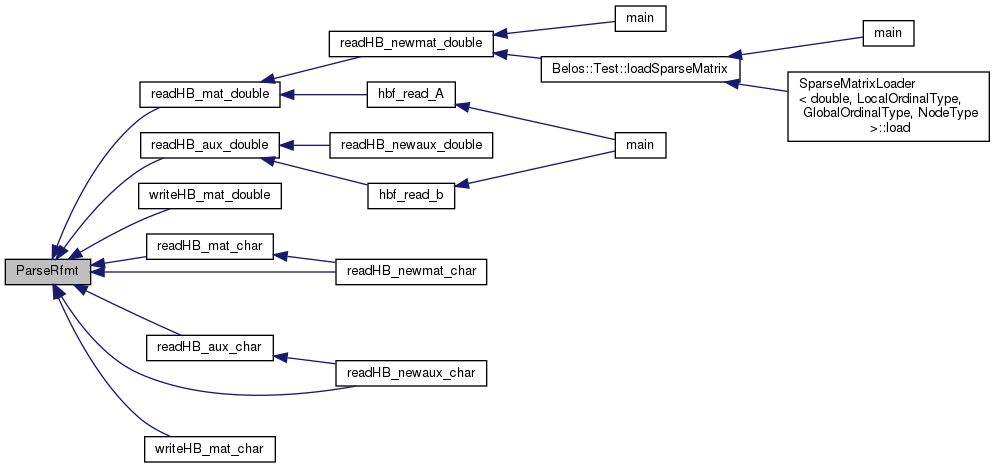 main
main
readHB_newmat_double
Belos::Test::loadSparseMatrix
SparseMatrixLoader
< double, LocalOrdinalType,
GlobalOrdinalType, NodeType
>::load
readHB_mat_double
hbf_read_A
readHB_aux_double
readHB_newaux_double
main
writeHB_mat_double
hbf_read_b
readHB_mat_char
ParseRfmt
readHB_newmat_char
readHB_aux_char
readHB_newaux_char
writeHB_mat_char